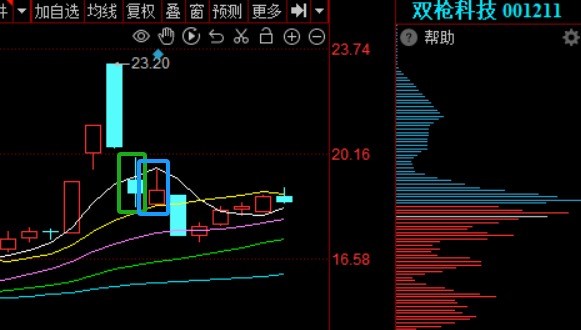 加自选 均线 复权 叠 窗 预测 更多
双枪科技 001211
帮助
23.74
23.20
20.16
16.58